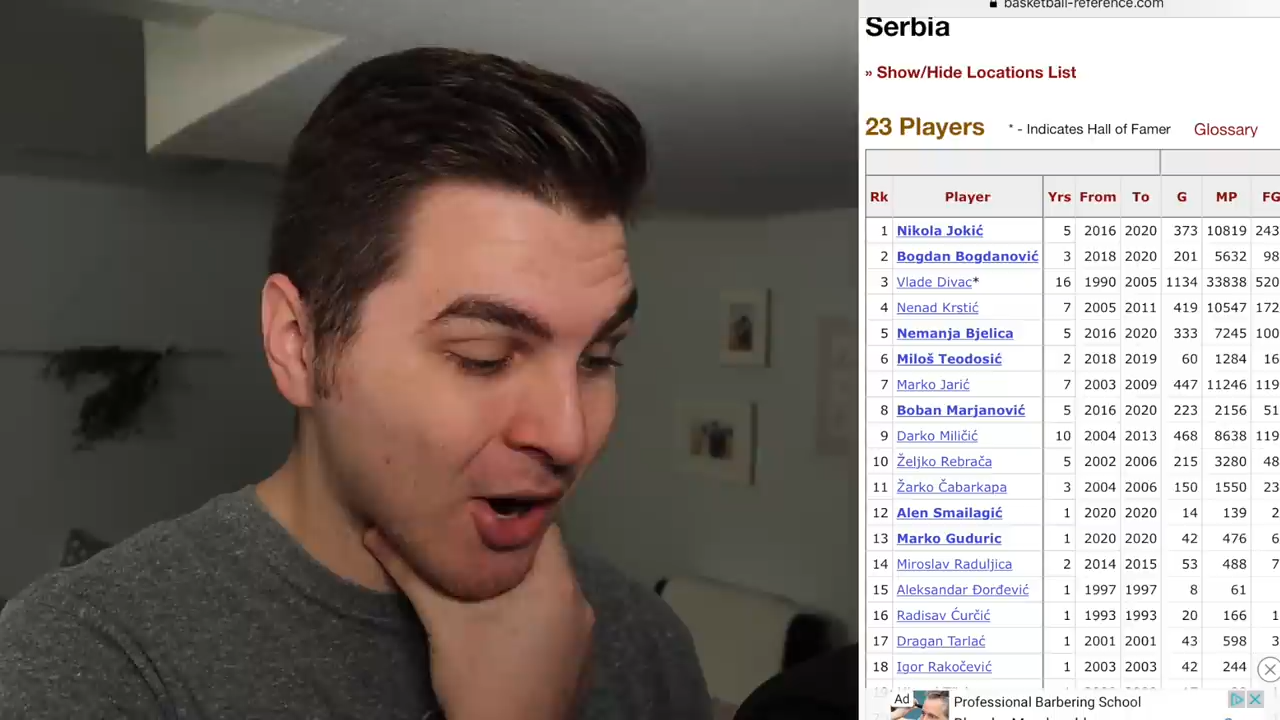 basketball-reference.com
Serbia
» Show/Hide Locations List
23 Players * - Indicates Hall of Famer Glossary
Rk Player Yrs From To G MP FG
1 Nikola Jokić 5 2016 2020 373 10819 243
2 Bogdan Bogdanović 3 2018 2020 201 5632 98
3 Vlade Divac* 16 1990 2005 1134 33838 520
4 Nenad Krstić 7 2005 2011 419 10547 172
5 Nemanja Bjelica 5 2016 2020 333 7245 100
6 Miloš Teodosić 2 2018 2019 60 1284 16
7 Marko Jarić 7 2003 2009 447 11246 119
8 Boban Marjanović 5 2016 2020 223 2156 51
9 Darko Miličić 10 2004 2013 468 8638 119
10 Željko Rebrača 5 2002 2006 215 3280 48
11 Žarko Čabarkapa 3 2004 2006 150 1550 23
12 Alen Smailagić 1 2020 2020 14 139 2
13 Marko Guduric 1 2020 2020 42 476 6
14 Miroslav Raduljica 2 2014 2015 53 488 7
15 Aleksandar Đorđević 1 1997 1997 8 61
16 Radisav Ćurčić 1 1993 1993 20 166 1
17 Dragan Tarlać 1 2001 2001 43 598 3
18 Igor Rakočević 1 2003 2003 42 244
Ad
Professional Barbering School